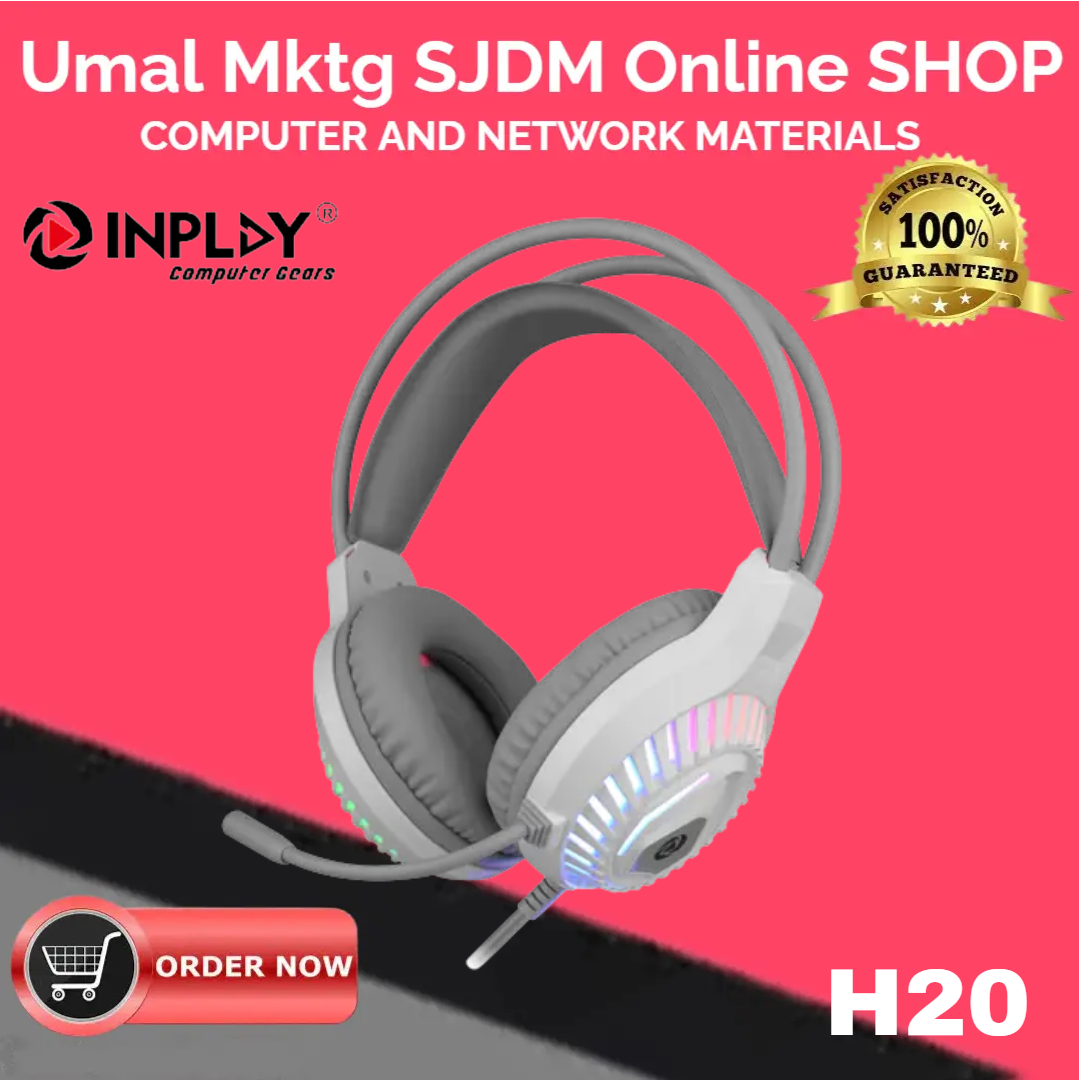 Umal Mktg SJDM Online SHOP
COMPUTER AND NETWORK MATERIALS
INPLAY®
Computer Gears
SATISFACTION
100%
GUARANTEED
ORDER NOW
H20